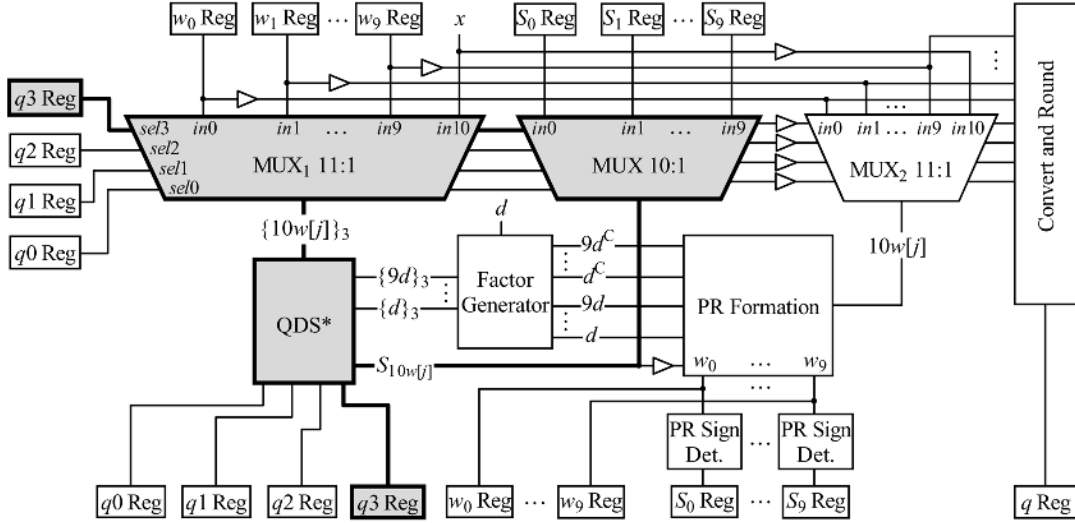 w0 Reg w1 Reg ... w9 Reg x S0 Reg S1 Reg ... S9 Reg
q3 Reg
q2 Reg
q1 Reg
q0 Reg
sel3 in0 in1 ... in9 in10
sel2
sel1
sel0
MUX1 11:1
in0 in1 ... in9
MUX 10:1
...
in0 in1 ... in9 in10
MUX2 11:1
Convert and Round
{10w[j]}3
d
10w[j]
QDS*
{9d}3
{d}3
Factor
Generator
9d^C
d^C
9d
d
PR Formation
w0 ... w9
S10w[j]
...
PR Sign
Det.
...
PR Sign
Det.
q0 Reg q1 Reg q2 Reg q3 Reg w0 Reg ... w9 Reg S0 Reg ... S9 Reg q Reg